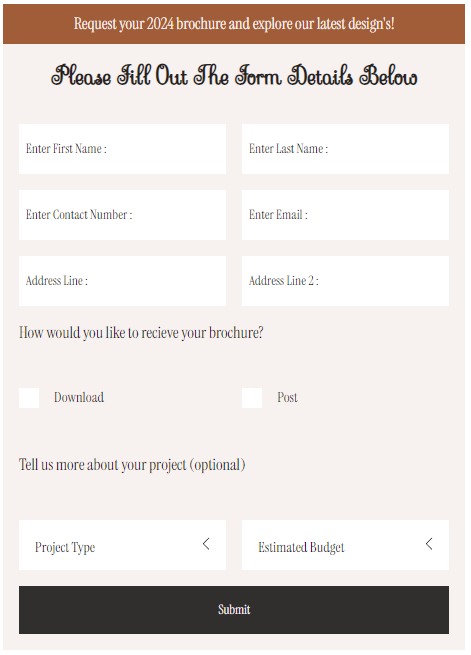 Request your 2024 brochure and explore our latest design's!
Please Fill Out The Form Details Below
Enter First Name :
Enter Last Name :
Enter Contact Number :
Enter Email :
Address Line :
Address Line 2 :
How would you like to recieve your brochure?
Download
Post
Tell us more about your project (optional)
Project Type
Estimated Budget
Submit